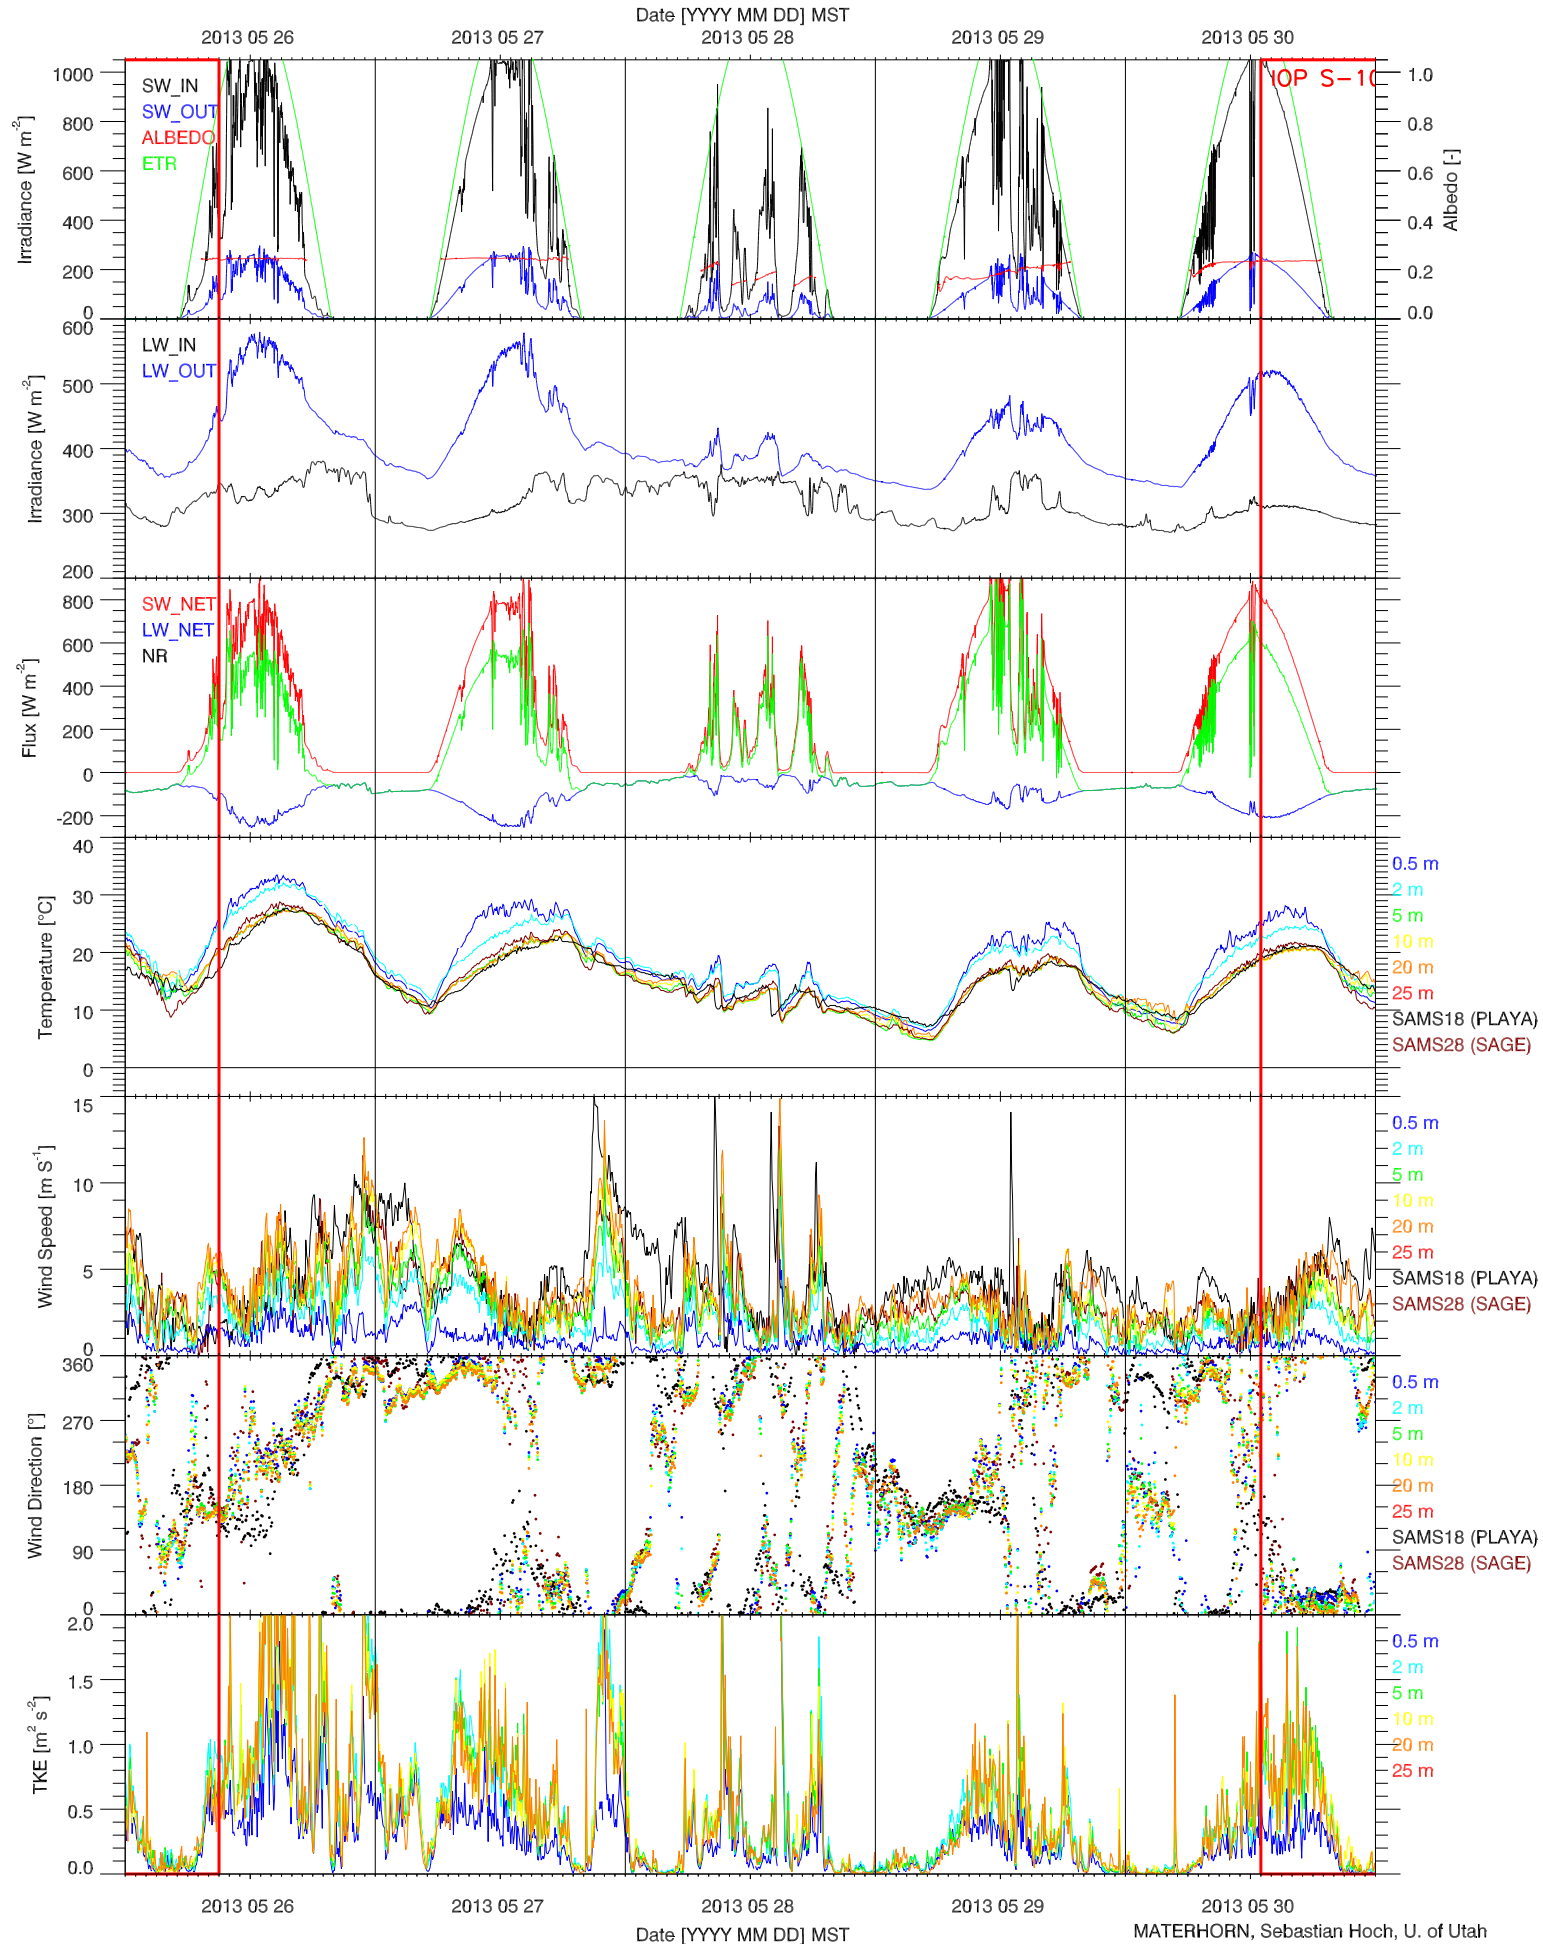 Date [YYYY MM DD] MST
2013 05 26 2013 05 27 2013 05 28 2013 05 29 2013 05 30
IOP S-10
SW_IN
SW_OUT
ALBEDO
ETR
Irradiance [W m-2]
1000
800
600
400
200
0
Albedo [-]
1.0
0.8
0.6
0.4
0.2
0.0
LW_IN
LW_OUT
Irradiance [W m-2]
600
500
400
300
200
SW_NET
LW_NET
NR
Flux [W m-2]
800
600
400
200
0
-200
Temperature [°C]
40
30
20
10
0
0.5 m
2 m
5 m
10 m
20 m
25 m
SAMS18 (PLAYA)
SAMS28 (SAGE)
Wind Speed [m S-1]
15
10
5
0
0.5 m
2 m
5 m
10 m
20 m
25 m
SAMS18 (PLAYA)
SAMS28 (SAGE)
Wind Direction [°]
360
270
180
90
0
0.5 m
2 m
5 m
10 m
20 m
25 m
SAMS18 (PLAYA)
SAMS28 (SAGE)
TKE [m2 s-2]
2.0
1.5
1.0
0.5
0.0
0.5 m
2 m
5 m
10 m
20 m
25 m
2013 05 26 2013 05 27 2013 05 28 2013 05 29 2013 05 30
Date [YYYY MM DD] MST
MATERHORN, Sebastian Hoch, U. of Utah